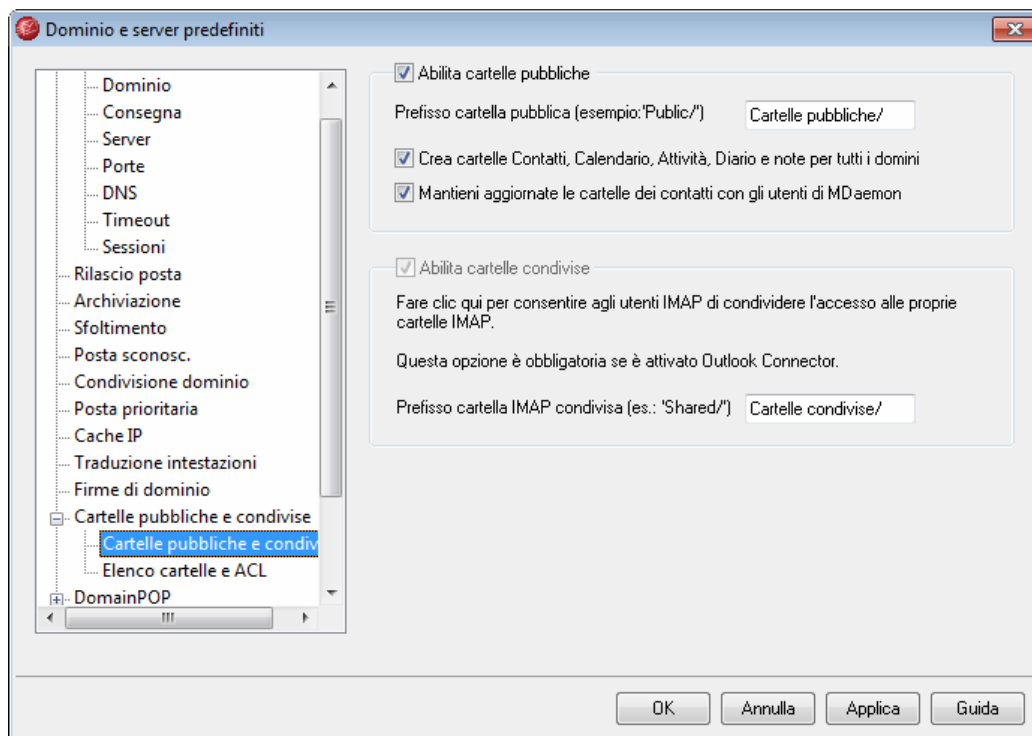 Dominio e server predefiniti
Dominio
Consegna
Server
Porte
DNS
Timeout
Sessioni
Rilascio posta
Archiviazione
Sfoltimento
Posta sconosc.
Condivisione dominio
Posta prioritaria
Cache IP
Traduzione intestazioni
Firme di dominio
Cartelle pubbliche e condivise
Cartelle pubbliche e condiv
Elenco cartelle e ACL
DomainPOP
Abilita cartelle pubbliche
Prefisso cartella pubblica (esempio:'Public/'') Cartelle pubbliche/
Crea cartelle Contatti, Calendario, Attività, Diario e note per tutti i domini
Mantieni aggiornate le cartelle dei contatti con gli utenti di MDaemon
Abilita cartelle condivise
Fare clic qui per consentire agli utenti IMAP di condividere l'accesso alle proprie
cartelle IMAP.
Questa opzione è obbligatoria se è attivato Outlook Connector.
Prefisso cartella IMAP condivisa (es.: 'Shared/'') Cartelle condivise/
OK Annulla Applica Guida